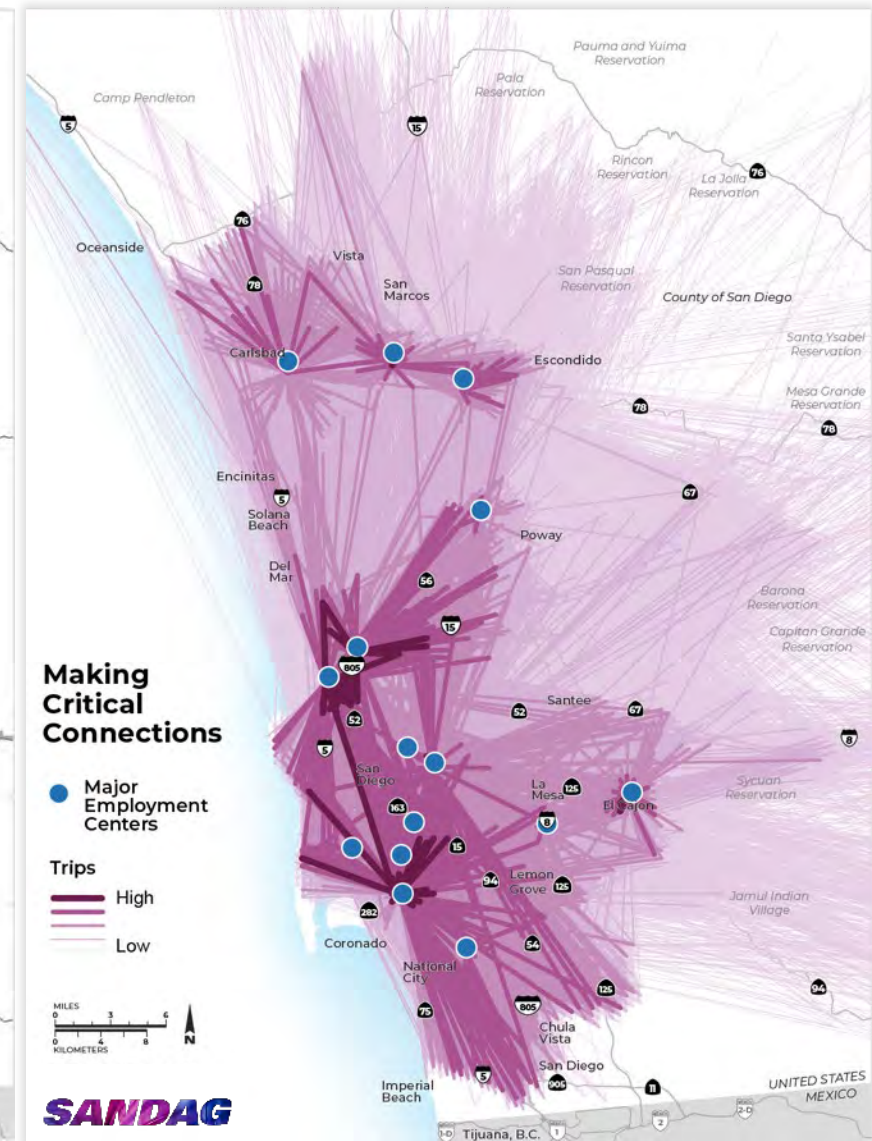 Pauma and Yuima
Reservation
Pala
Reservation
Camp Pendleton
5
15
Rincon
Reservation
76
La Jolla
Reservation
76
Oceanside
Vista
78
San
Marcos
San Pasqual
Reservation
County of San Diego
Santa Ysabel
Reservation
Carlsbad
Escondido
Mesa Grande
Reservation
78
78
Encinitas
5
67
Solana
Beach
Poway
Del
Mar
56
Barona
Reservation
15
Capitan Grande
Reservation
805
Making
Critical
Connections
Santee
52
67
52
5
8
San
Diego
Major
Employment
Centers
La
Mesa
125
Sycuan
Reservation
El Cajon
163
8
15
Trips
High
Low
94
Lemon
Grove
125
Jamul Indian
Village
282
Coronado
54
National
City
125
94
MILES
0 3 6
0 4 8
KILOMETERS
N
75
805
Chula
Vista
San Diego
5
905
11
Imperial
Beach
UNITED STATES
MEXICO
SANDAG
Tijuana, B.C.
1-D
1
2
2-D